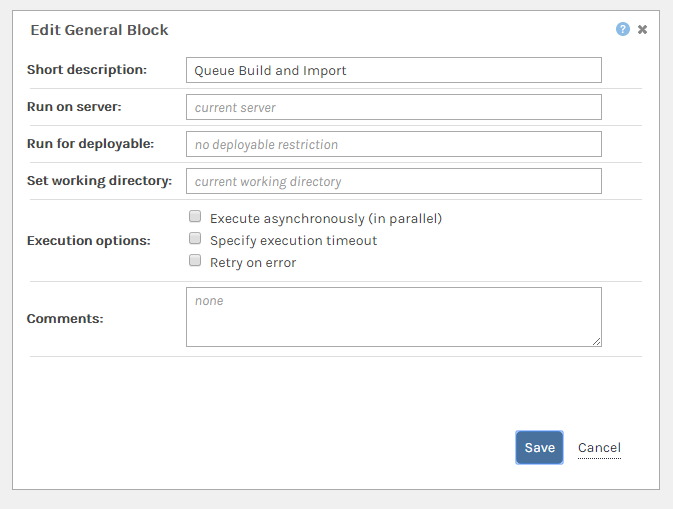 Edit General Block
Short description:
Queue Build and Import
Run on server:
current server
Run for deployable:
no deployable restriction
Set working directory:
current working directory
Execution options:
Execute asynchronously (in parallel)
Specify execution timeout
Retry on error
Comments:
none
Save
Cancel